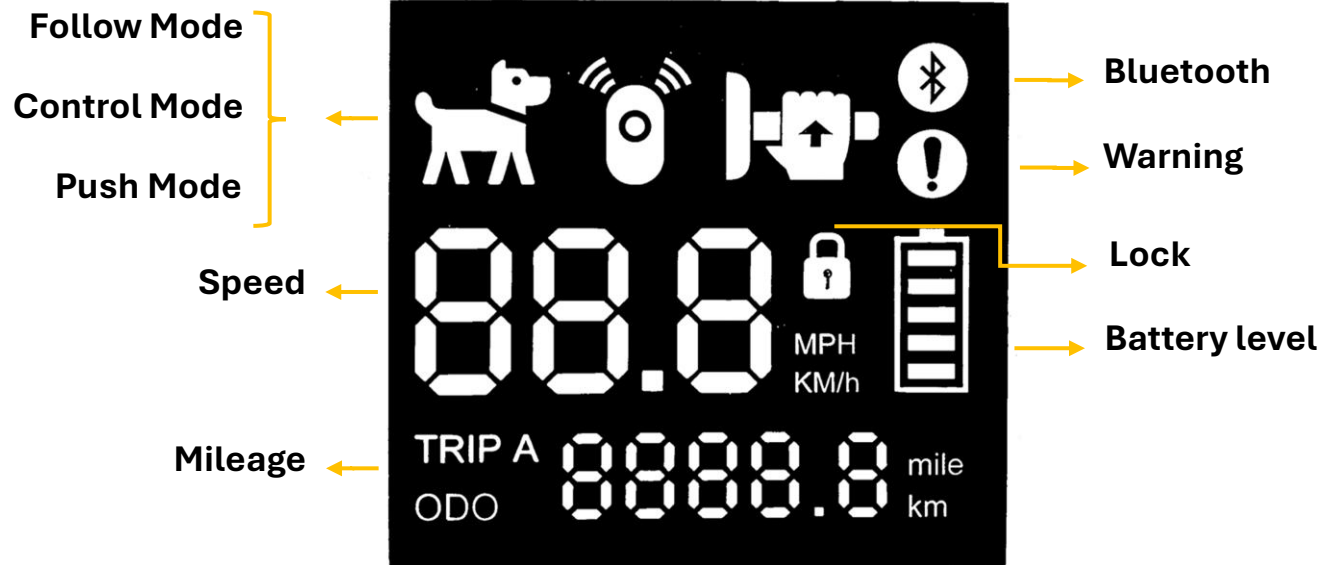 Follow Mode
Control Mode
Push Mode
Speed
Mileage
Bluetooth
Warning
Lock
Battery level
88.8
MPH
KM/h
TRIP A
ODO
8888.8
mile
km